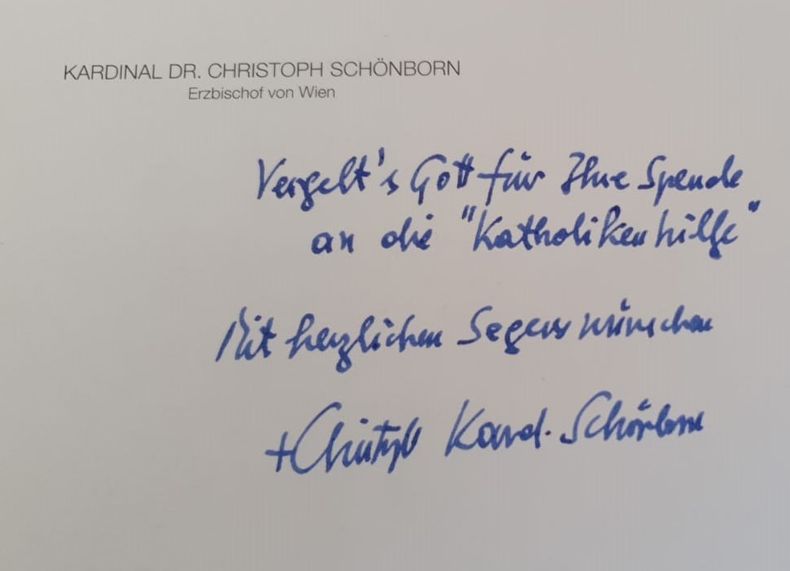 KARDINAL DR. CHRISTOPH SCHÖNBORN
Erzbischof von Wien
Vergelt's Gott für Ihre Spende
an die "Katholikenhilfe"
Mit herzlichen Segenswünschen
+Christoph Kard. Schönborn